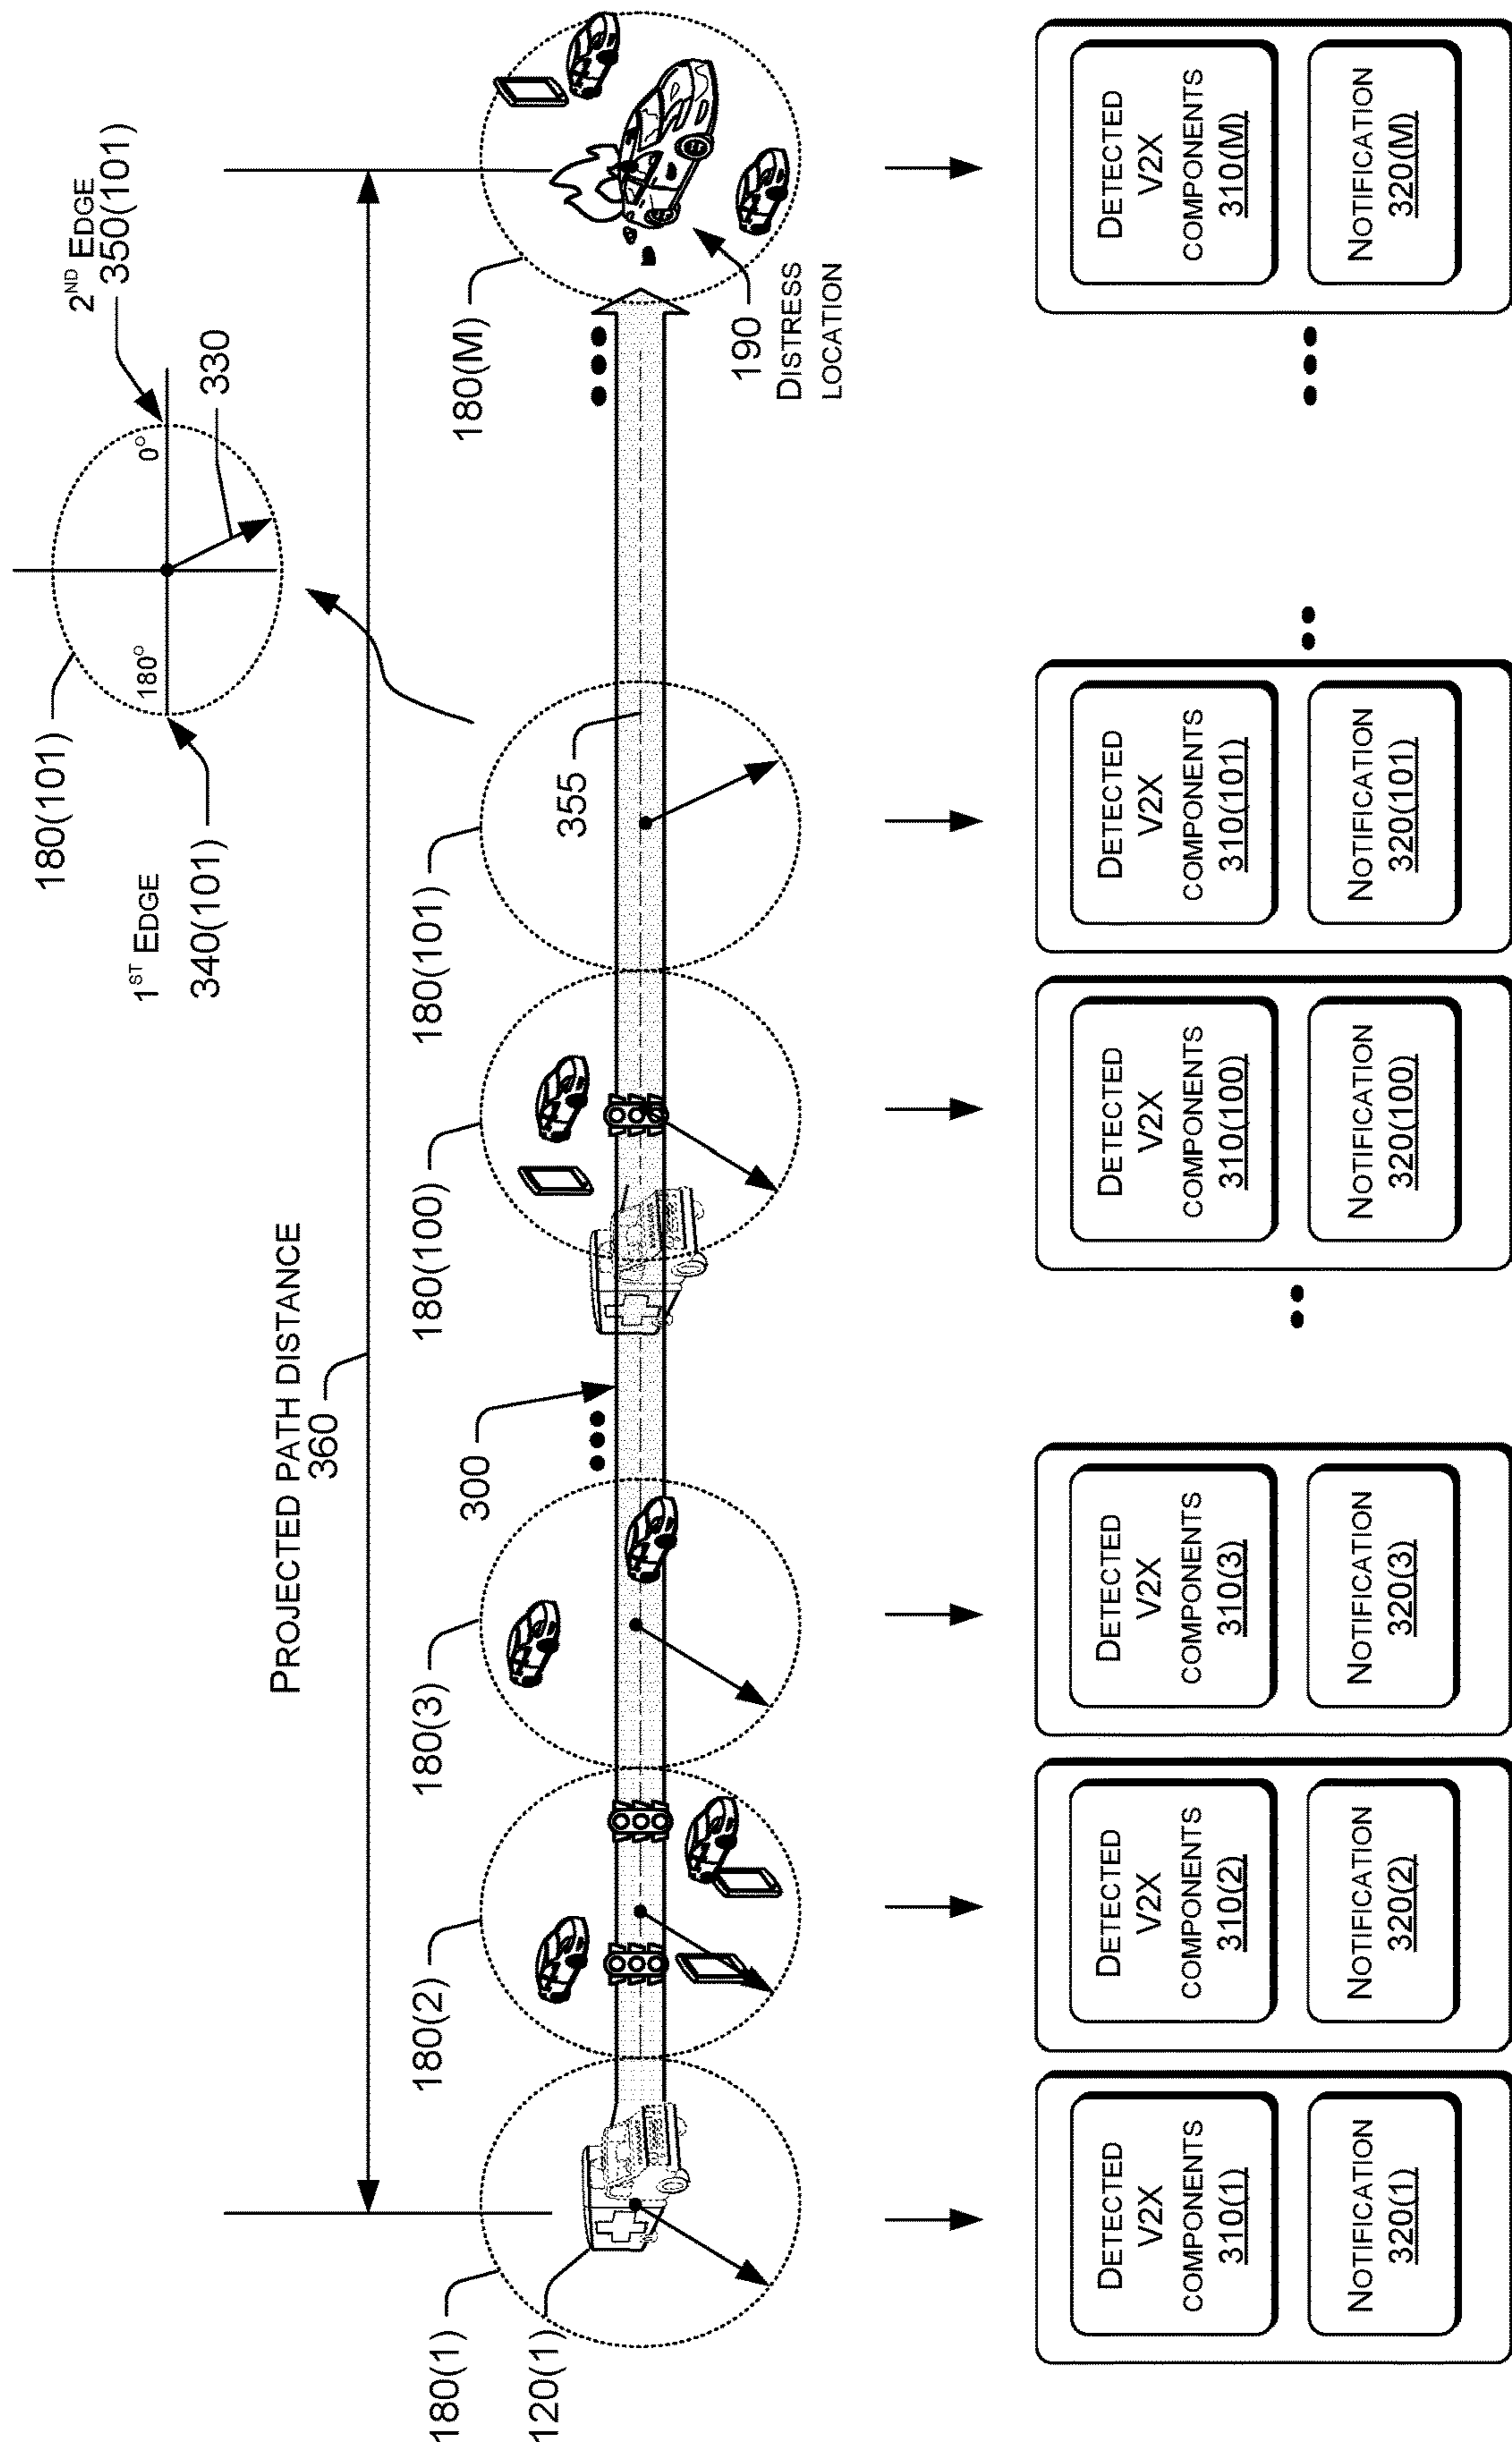 180(101)
1ST EDGE
340(101)
180°
0°
2ND EDGE
350(101)
330
PROJECTED PATH DISTANCE
360
180(1)
120(1)
180(2)
180(3)
300
180(100)
180(101)
355
180(M)
190
DISTRESS
LOCATION
DETECTED
V2X
COMPONENTS
310(1)
NOTIFICATION
320(1)
DETECTED
V2X
COMPONENTS
310(2)
NOTIFICATION
320(2)
DETECTED
V2X
COMPONENTS
310(3)
NOTIFICATION
320(3)
DETECTED
V2X
COMPONENTS
310(100)
NOTIFICATION
320(100)
DETECTED
V2X
COMPONENTS
310(101)
NOTIFICATION
320(101)
DETECTED
V2X
COMPONENTS
310(M)
NOTIFICATION
320(M)